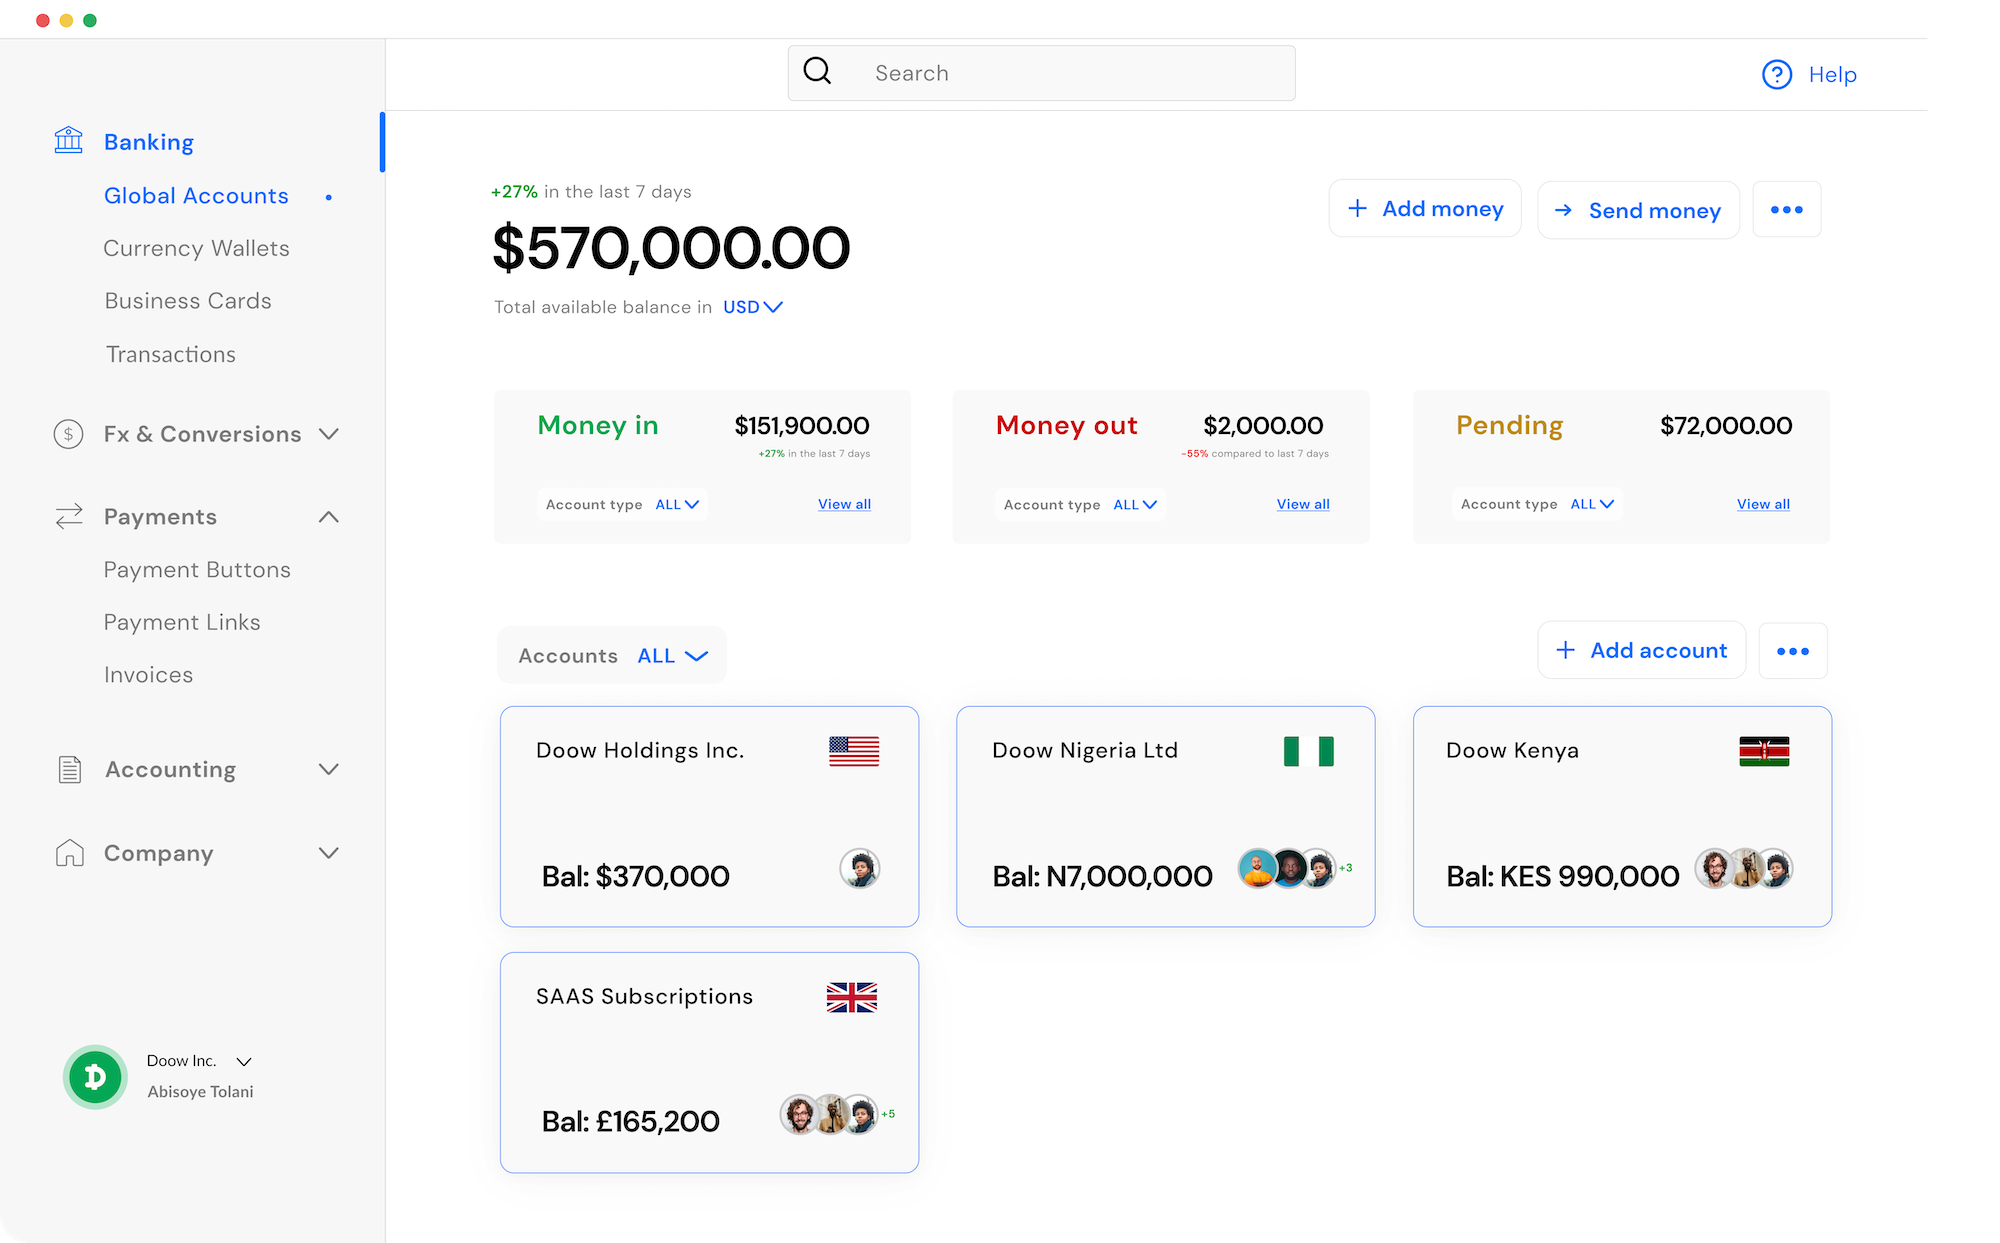 Search
Help
Banking
Global Accounts
Currency Wallets
Business Cards
Transactions
Fx & Conversions
Payments
Payment Buttons
Payment Links
Invoices
Accounting
Company
Doow Inc.
Abisoye Tolani
+27% in the last 7 days
$570,000.00
Total available balance in USD
Add money
Send money
Money in $151,900.00
+27% in the last 7 days
Account type ALL View all
Money out $2,000.00
-55% compared to last 7 days
Account type ALL View all
Pending $72,000.00
Account type ALL View all
Accounts ALL
Add account
Doow Holdings Inc.
Bal: $370,000
Doow Nigeria Ltd
Bal: N7,000,000 +3
Doow Kenya
Bal: KES 990,000
SAAS Subscriptions
Bal: £165,200 +5